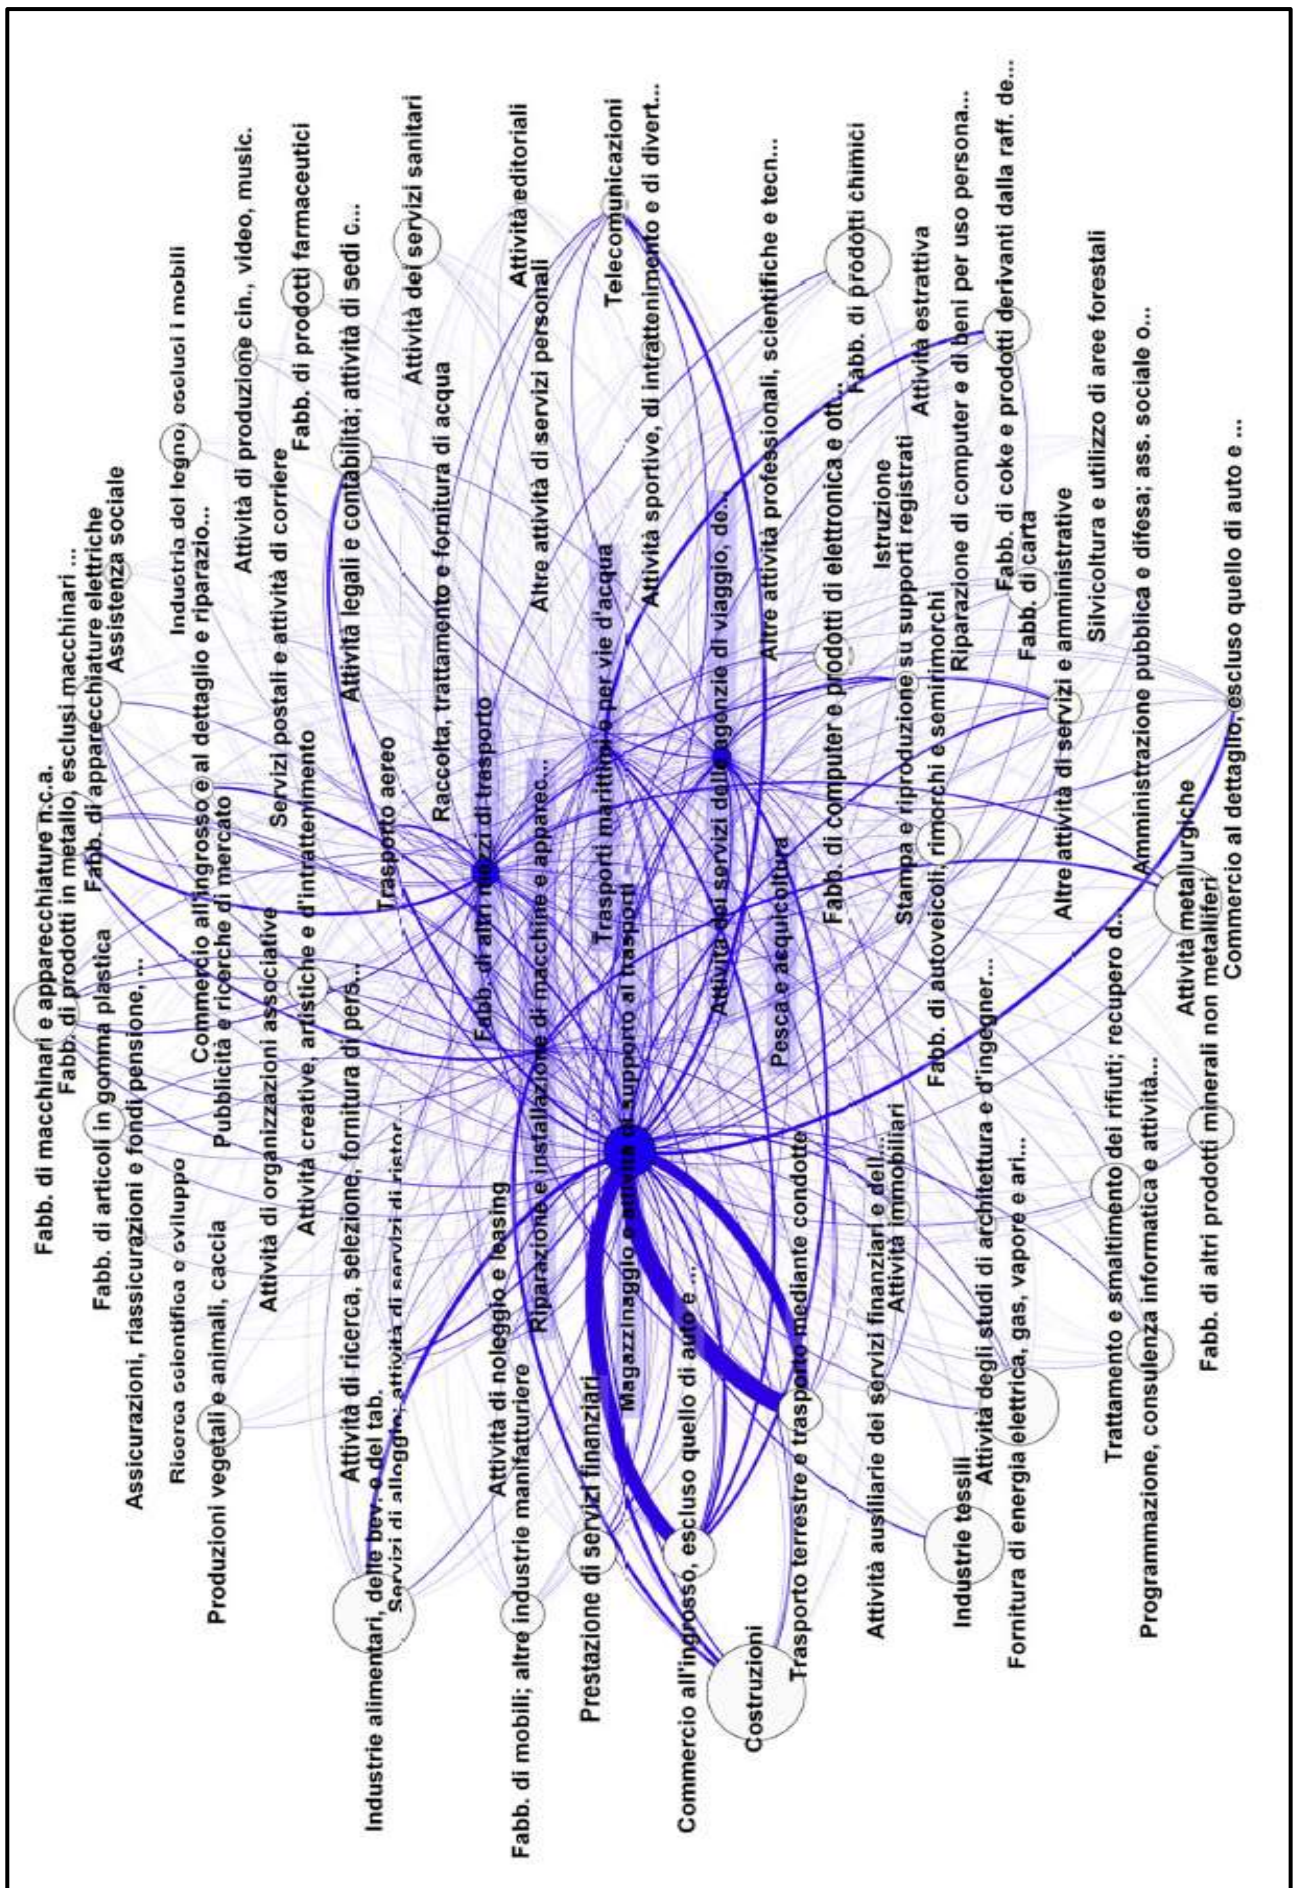 Fabb. di macchinari e apparecchiature n.c.a.
Fabb. di prodotti in metallo, esclusi macchinari ...
Fabb. di apparecchiature elettriche
Assistenza sociale
Fabb. di articoli in gomma plastica
Assicurazioni, riassicurazioni e fondi pensione, ...
Industria del legno, esclusi i mobili
Ricerca scientifica e sviluppo
Commercio all'ingrosso e al dettaglio e riparazio...
Produzioni vegetali e animali, caccia
Pubblicità e ricerche di mercato
Attività di produzione cin., video, music.
Attività di organizzazioni associative
Servizi postali e attività di corriere
Fabb. di prodotti farmaceutici
Attività creative, artistiche e d'intrattenimento
Attività di ricerca, selezione, fornitura di pers...
Attività legali e contabilità; attività di sedi c...
Industrie alimentari, delle bev. e del tab.
Trasporto aereo
Servizi di alloggio; attività di servizi di ristor...
Attività dei servizi sanitari
Raccolta, trattamento e fornitura di acqua
Fabb. di altri mezzi di trasporto
Attività di noleggio e leasing
Fabb. di mobili; altre industrie manifatturiere
Attività editoriali
Altre attività di servizi personali
Riparazione e installazione di macchine e apparec...
Prestazione di servizi finanziari
Trasporti marittimi e per vie d'acqua
Telecomunicazioni
Magazzinaggio e attività di supporto ai trasporti
Attività sportive, di intrattenimento e di divert...
Commercio all'ingrosso, escluso quello di auto e ...
Attività dei servizi delle agenzie di viaggio, de...
Costruzioni
Altre attività professionali, scientifiche e tecn...
Pesca e acquicoltura
Trasporto terrestre e trasporto mediante condotte
Fabb. di computer e prodotti di elettronica e ott...
Fabb. di prodotti chimici
Attività ausiliarie dei servizi finanziari e dell...
Istruzione
Attività immobiliari
Stampa e riproduzione su supporti registrati
Attività estrattiva
Fabb. di autoveicoli, rimorchi e semirimorchi
Riparazione di computer e di beni per uso persona...
Industrie tessili
Attività degli studi di architettura e d'ingegner...
Fabb. di coke e prodotti derivanti dalla raff. de...
Fornitura di energia elettrica, gas, vapore e ari...
Fabb. di carta
Altre attività di servizi e amministrative
Silvicoltura e utilizzo di aree forestali
Trattamento e smaltimento dei rifiuti; recupero d...
Amministrazione pubblica e difesa; ass. sociale o...
Programmazione, consulenza informatica e attività...
Attività metallurgiche
Fabb. di altri prodotti minerali non metalliferi
Commercio al dettaglio, escluso quello di auto e ...